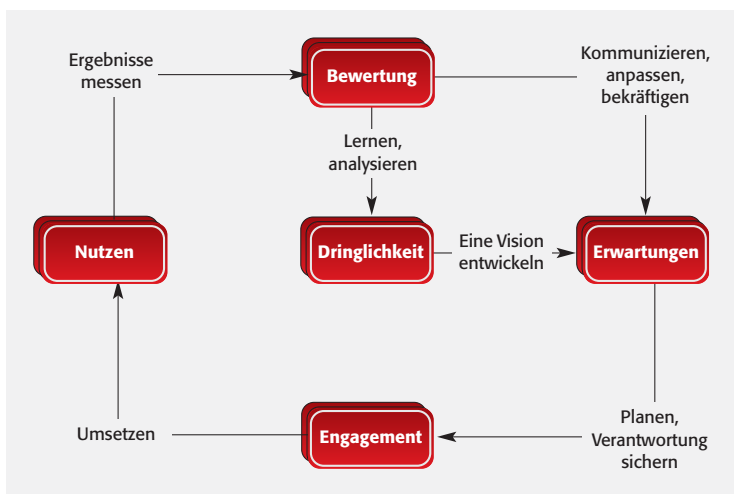 Ergebnisse
messen
Bewertung
Kommunizieren,
anpassen,
bekräftigen
Lernen,
analysieren
Nutzen
Dringlichkeit
Eine Vision
entwickeln
Erwartungen
Umsetzen
Engagement
Planen,
Verantwortung
sichern